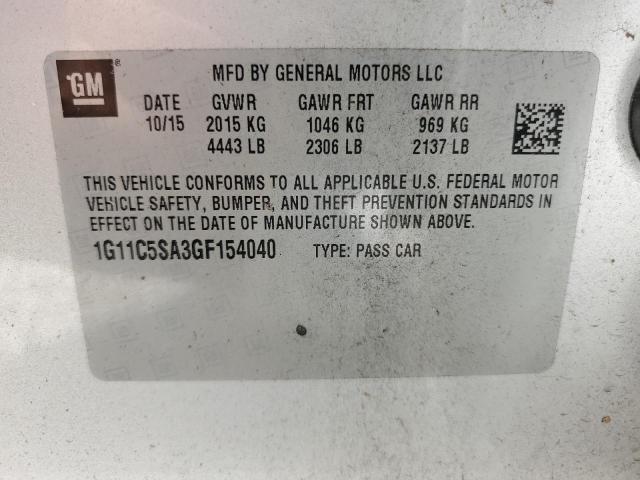 GM®
MFD BY GENERAL MOTORS LLC
DATE GVWR GAWR FRT GAWR RR
10/15 2015 KG 1046 KG 969 KG
4443 LB 2306 LB 2137 LB
THIS VEHICLE CONFORMS TO ALL APPLICABLE U.S. FEDERAL MOTOR
VEHICLE SAFETY, BUMPER, AND THEFT PREVENTION STANDARDS IN
EFFECT ON THE DATE OF MANUFACTURE SHOWN ABOVE.
1G11C5SA3GF154040 TYPE: PASS CAR